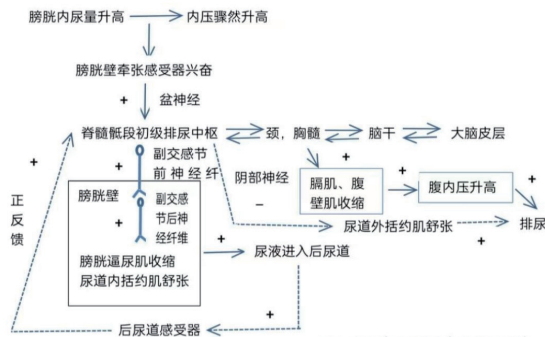 膀胱内尿量升高 内压骤然升高
膀胱壁牵张感受器兴奋
+ 盆神经
脊髓骶段初级排尿中枢 颈，胸髓 脑干 大脑皮层
+ 副交感节
前神经纤
+
正反馈
阴部神经
−
+
膈肌、腹
壁肌收缩
+
腹内压升高
+
膀胱壁
+
副交感
节后神
经纤维
尿道外括约肌舒张 排尿
+
膀胱逼尿肌收缩
尿道内括约肌舒张
+
尿液进入后尿道
+
后尿道感受器